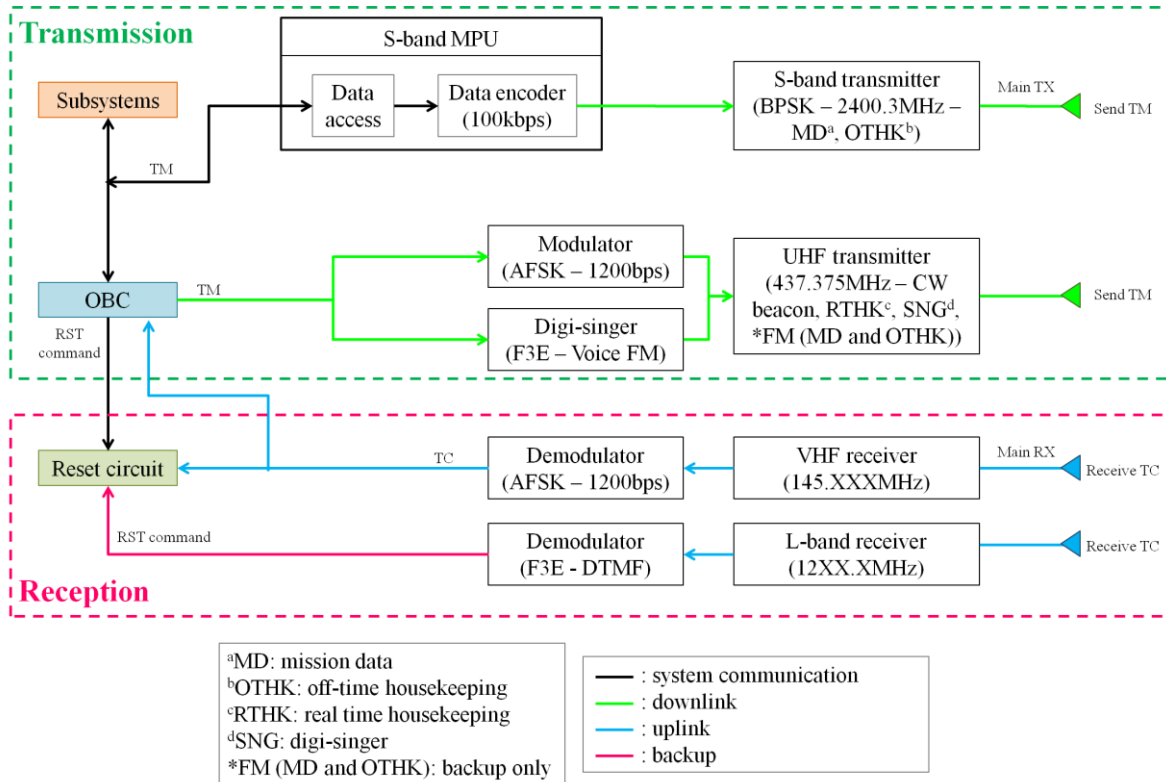 Transmission
S-band MPU
Subsystems
Data
access
Data encoder
(100kbps)
S-band transmitter
(BPSK – 2400.3MHz –
MDᵃ, OTHKᵇ)
Main TX
Send TM
TM
Modulator
(AFSK – 1200bps)
UHF transmitter
(437.375MHz – CW
beacon, RTHKᶜ, SNGᵈ,
*FM (MD and OTHK))
Send TM
OBC
TM
Digi-singer
(F3E – Voice FM)
RST
command
Reset circuit
TC
Demodulator
(AFSK – 1200bps)
VHF receiver
(145.XXXMHz)
Main RX
Receive TC
RST command
Demodulator
(F3E - DTMF)
L-band receiver
(12XX.XMHz)
Receive TC
Reception
ᵃMD: mission data
ᵇOTHK: off-time housekeeping
ᶜRTHK: real time housekeeping
ᵈSNG: digi-singer
*FM (MD and OTHK): backup only
: system communication
: downlink
: uplink
: backup